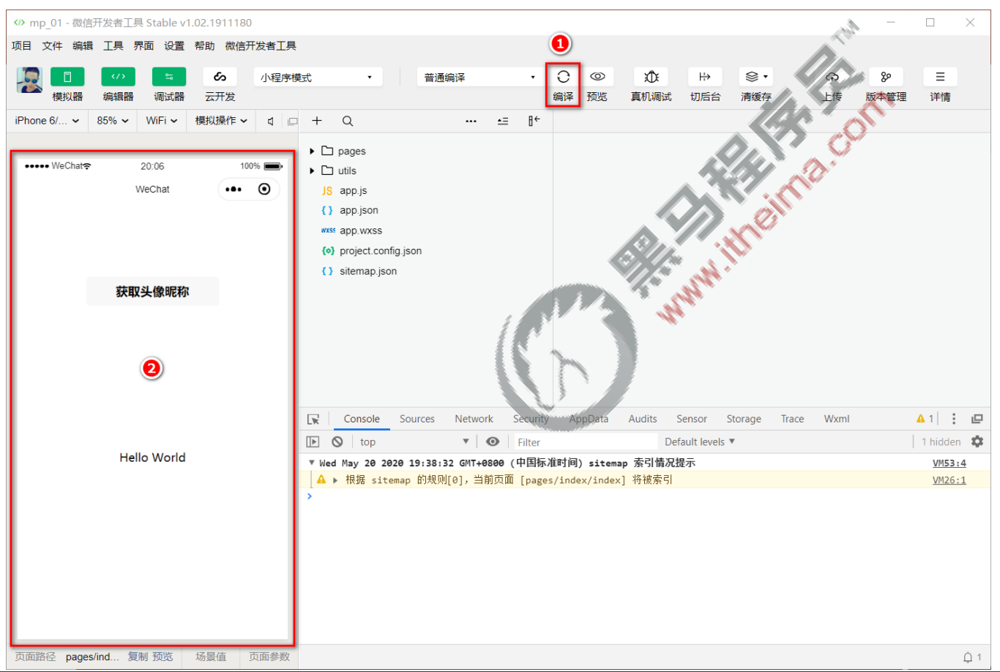 mp_01 - 微信开发者工具 Stable v1.02.1911180
项目 文件 编辑 工具 界面 设置 帮助 微信开发者工具
1
小程序模式 普通编译
模拟器 编辑器 调试器 云开发 编译 预览 真机调试 切后台 清缓存 上传 版本管理 详情
iPhone 6/... 85% WiFi 模拟操作
WeChat 20:06 100%
WeChat
获取头像昵称
2
Hello World
页面路径 pages/ind... 复制 预览 场景值 页面参数
pages
utils
JS app.js
{ } app.json
WXSS app.wxss
{o} project.config.json
{ } sitemap.json
黑马程序员™
www.itheima.com
Console Sources Network Security AppData Audits Sensor Storage Trace Wxml 1
top Filter Default levels 1 hidden
Wed May 20 2020 19:38:32 GMT+0800 (中国标准时间) sitemap 索引情况提示 VM53:4
根据 sitemap 的规则[0]，当前页面 [pages/index/index] 将被索引 VM26:1
>
1